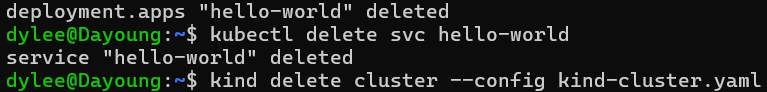 deployment.apps "hello-world" deleted
dylee@Dayoung:~$ kubectl delete svc hello-world
service "hello-world" deleted
dylee@Dayoung:~$ kind delete cluster --config kind-cluster.yaml